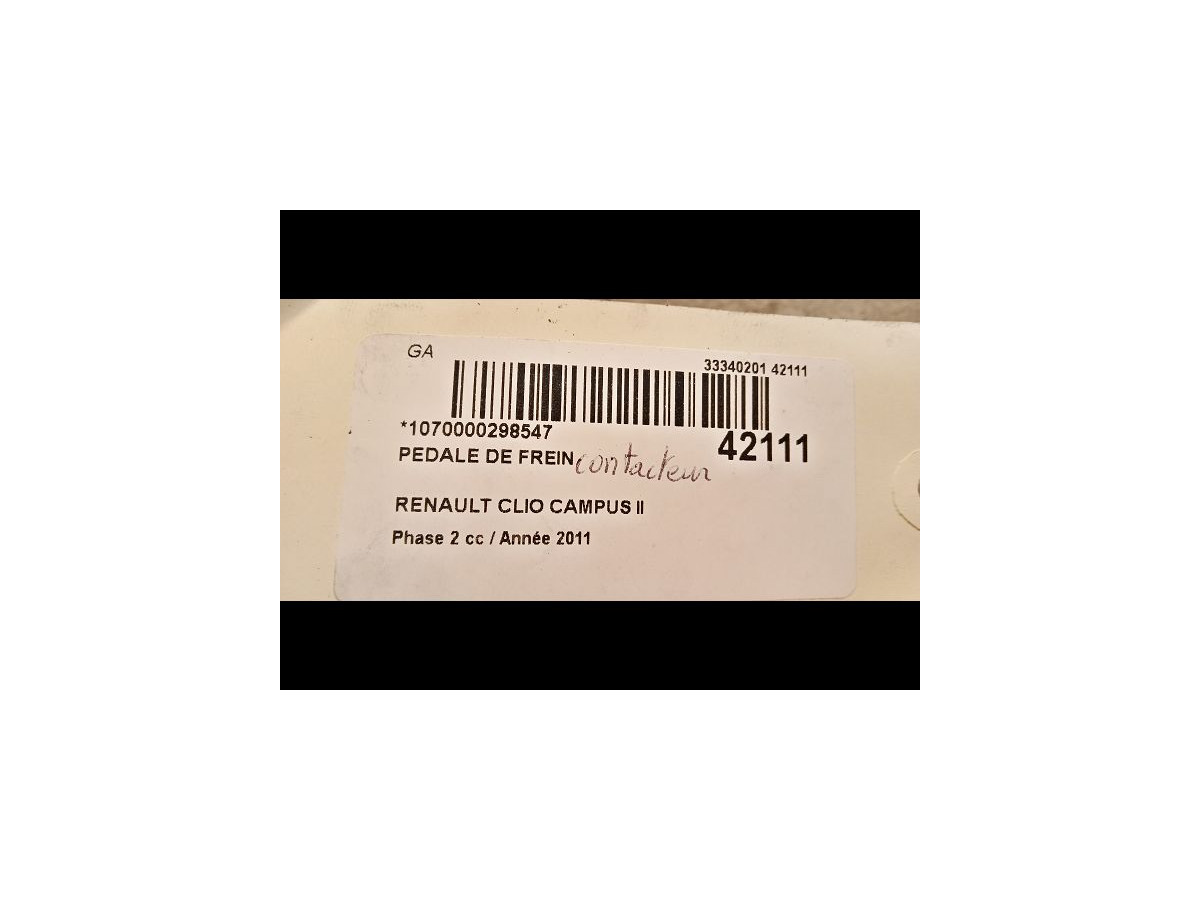 GA
33340201 42111
*1070000298547
42111
PEDALE DE FREIN contacteur
RENAULT CLIO CAMPUS II
Phase 2 cc / Année 2011